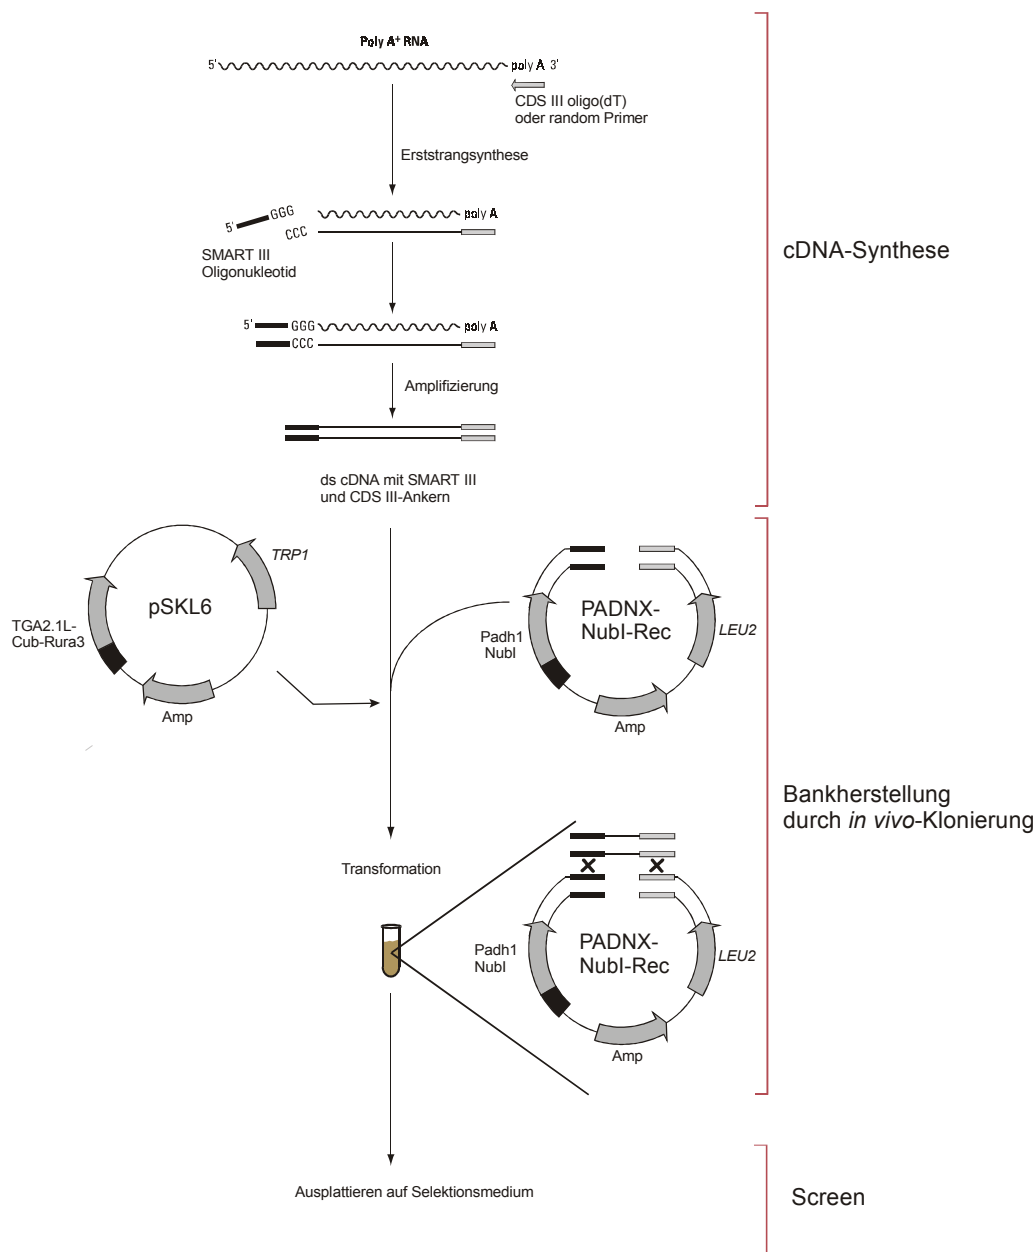 Poly A+ RNA
5'
poly A 3'
CDS III oligo(dT)
oder random Primer
Erststrangsynthese
5'
GGG
poly A
CCC
SMART III
Oligonukleotid
cDNA-Synthese
5'
GGG
poly A
CCC
Amplifizierung
ds cDNA mit SMART III
und CDS III-Ankern
TRP1
pSKL6
TGA2.1L-
Cub-Rura3
Amp
PADNX-
NubI-Rec
Padh1
NubI
LEU2
Amp
Bankherstellung
durch in vivo-Klonierung
Transformation
Padh1
NubI
PADNX-
NubI-Rec
LEU2
Amp
Ausplattieren auf Selektionsmedium
Screen